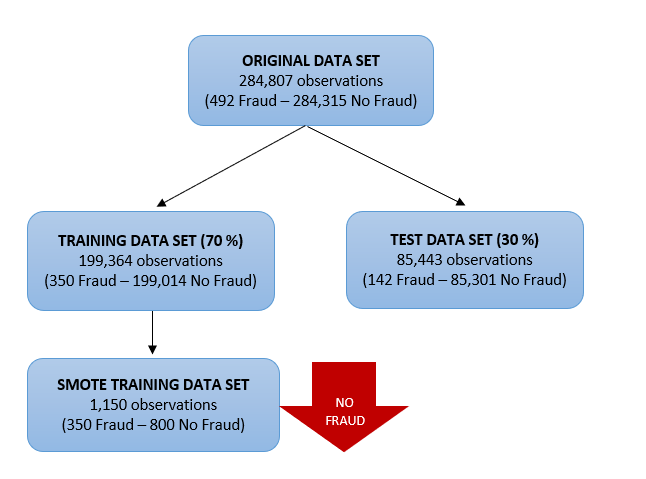 ORIGINAL DATA SET
284,807 observations
(492 Fraud – 284,315 No Fraud)
TRAINING DATA SET (70 %)
199,364 observations
(350 Fraud – 199,014 No Fraud)
TEST DATA SET (30 %)
85,443 observations
(142 Fraud – 85,301 No Fraud)
SMOTE TRAINING DATA SET
1,150 observations
(350 Fraud – 800 No Fraud)
NO
FRAUD